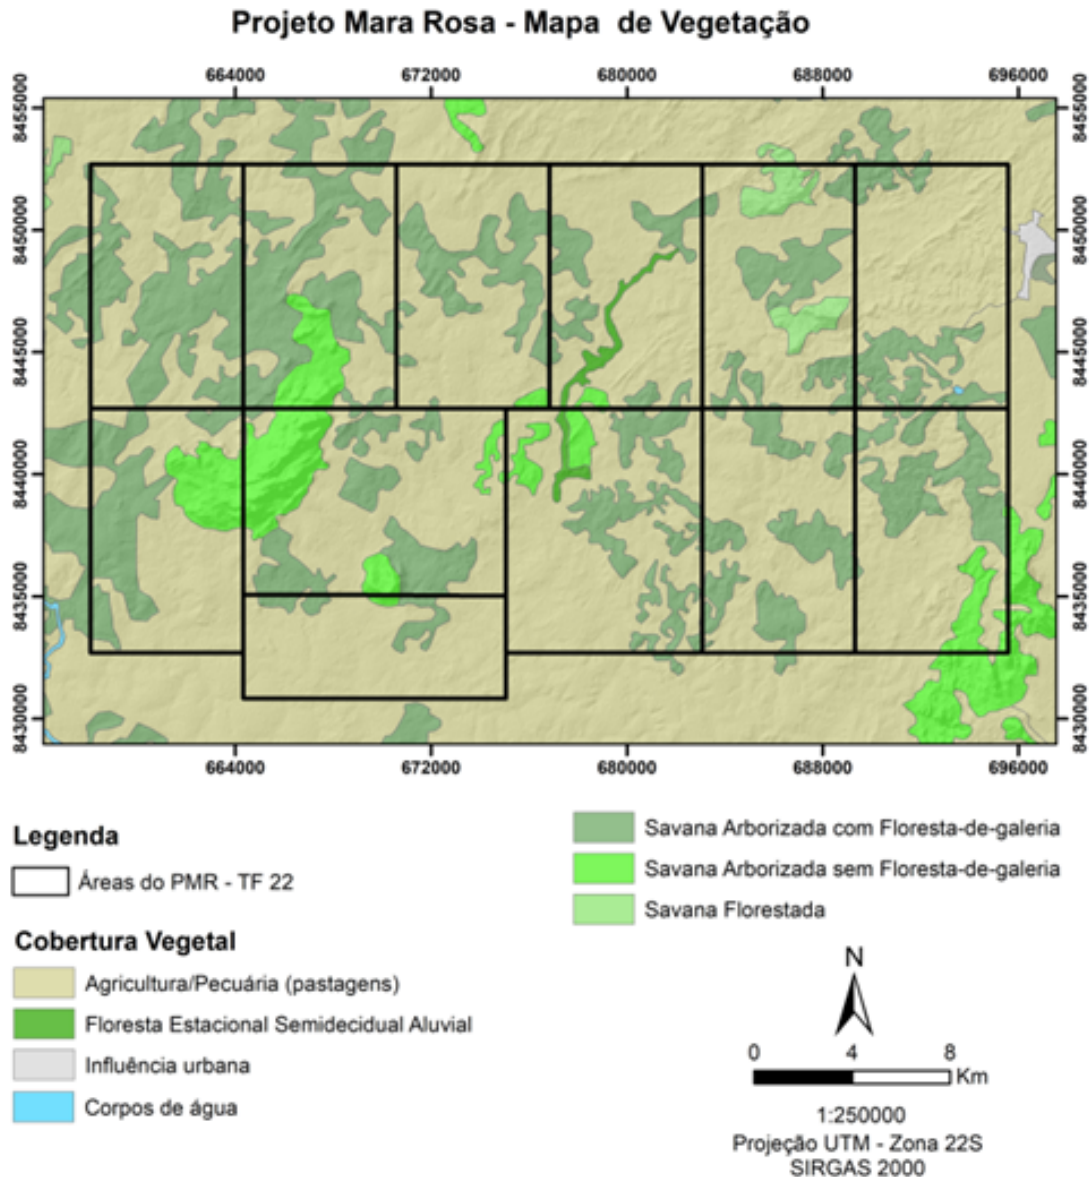 Projeto Mara Rosa - Mapa de Vegetação
664000 672000 680000 688000 696000
8455000 8455000
8450000 8450000
8445000 8445000
8440000 8440000
8435000 8435000
8430000 8430000
664000 672000 680000 688000 696000
Legenda
Áreas do PMR - TF 22
Cobertura Vegetal
Agricultura/Pecuária (pastagens)
Floresta Estacional Semidecidual Aluvial
Influência urbana
Corpos de água
Savana Arborizada com Floresta-de-galeria
Savana Arborizada sem Floresta-de-galeria
Savana Florestada
N
0 4 8
Km
1:250000
Projeção UTM - Zona 22S
SIRGAS 2000